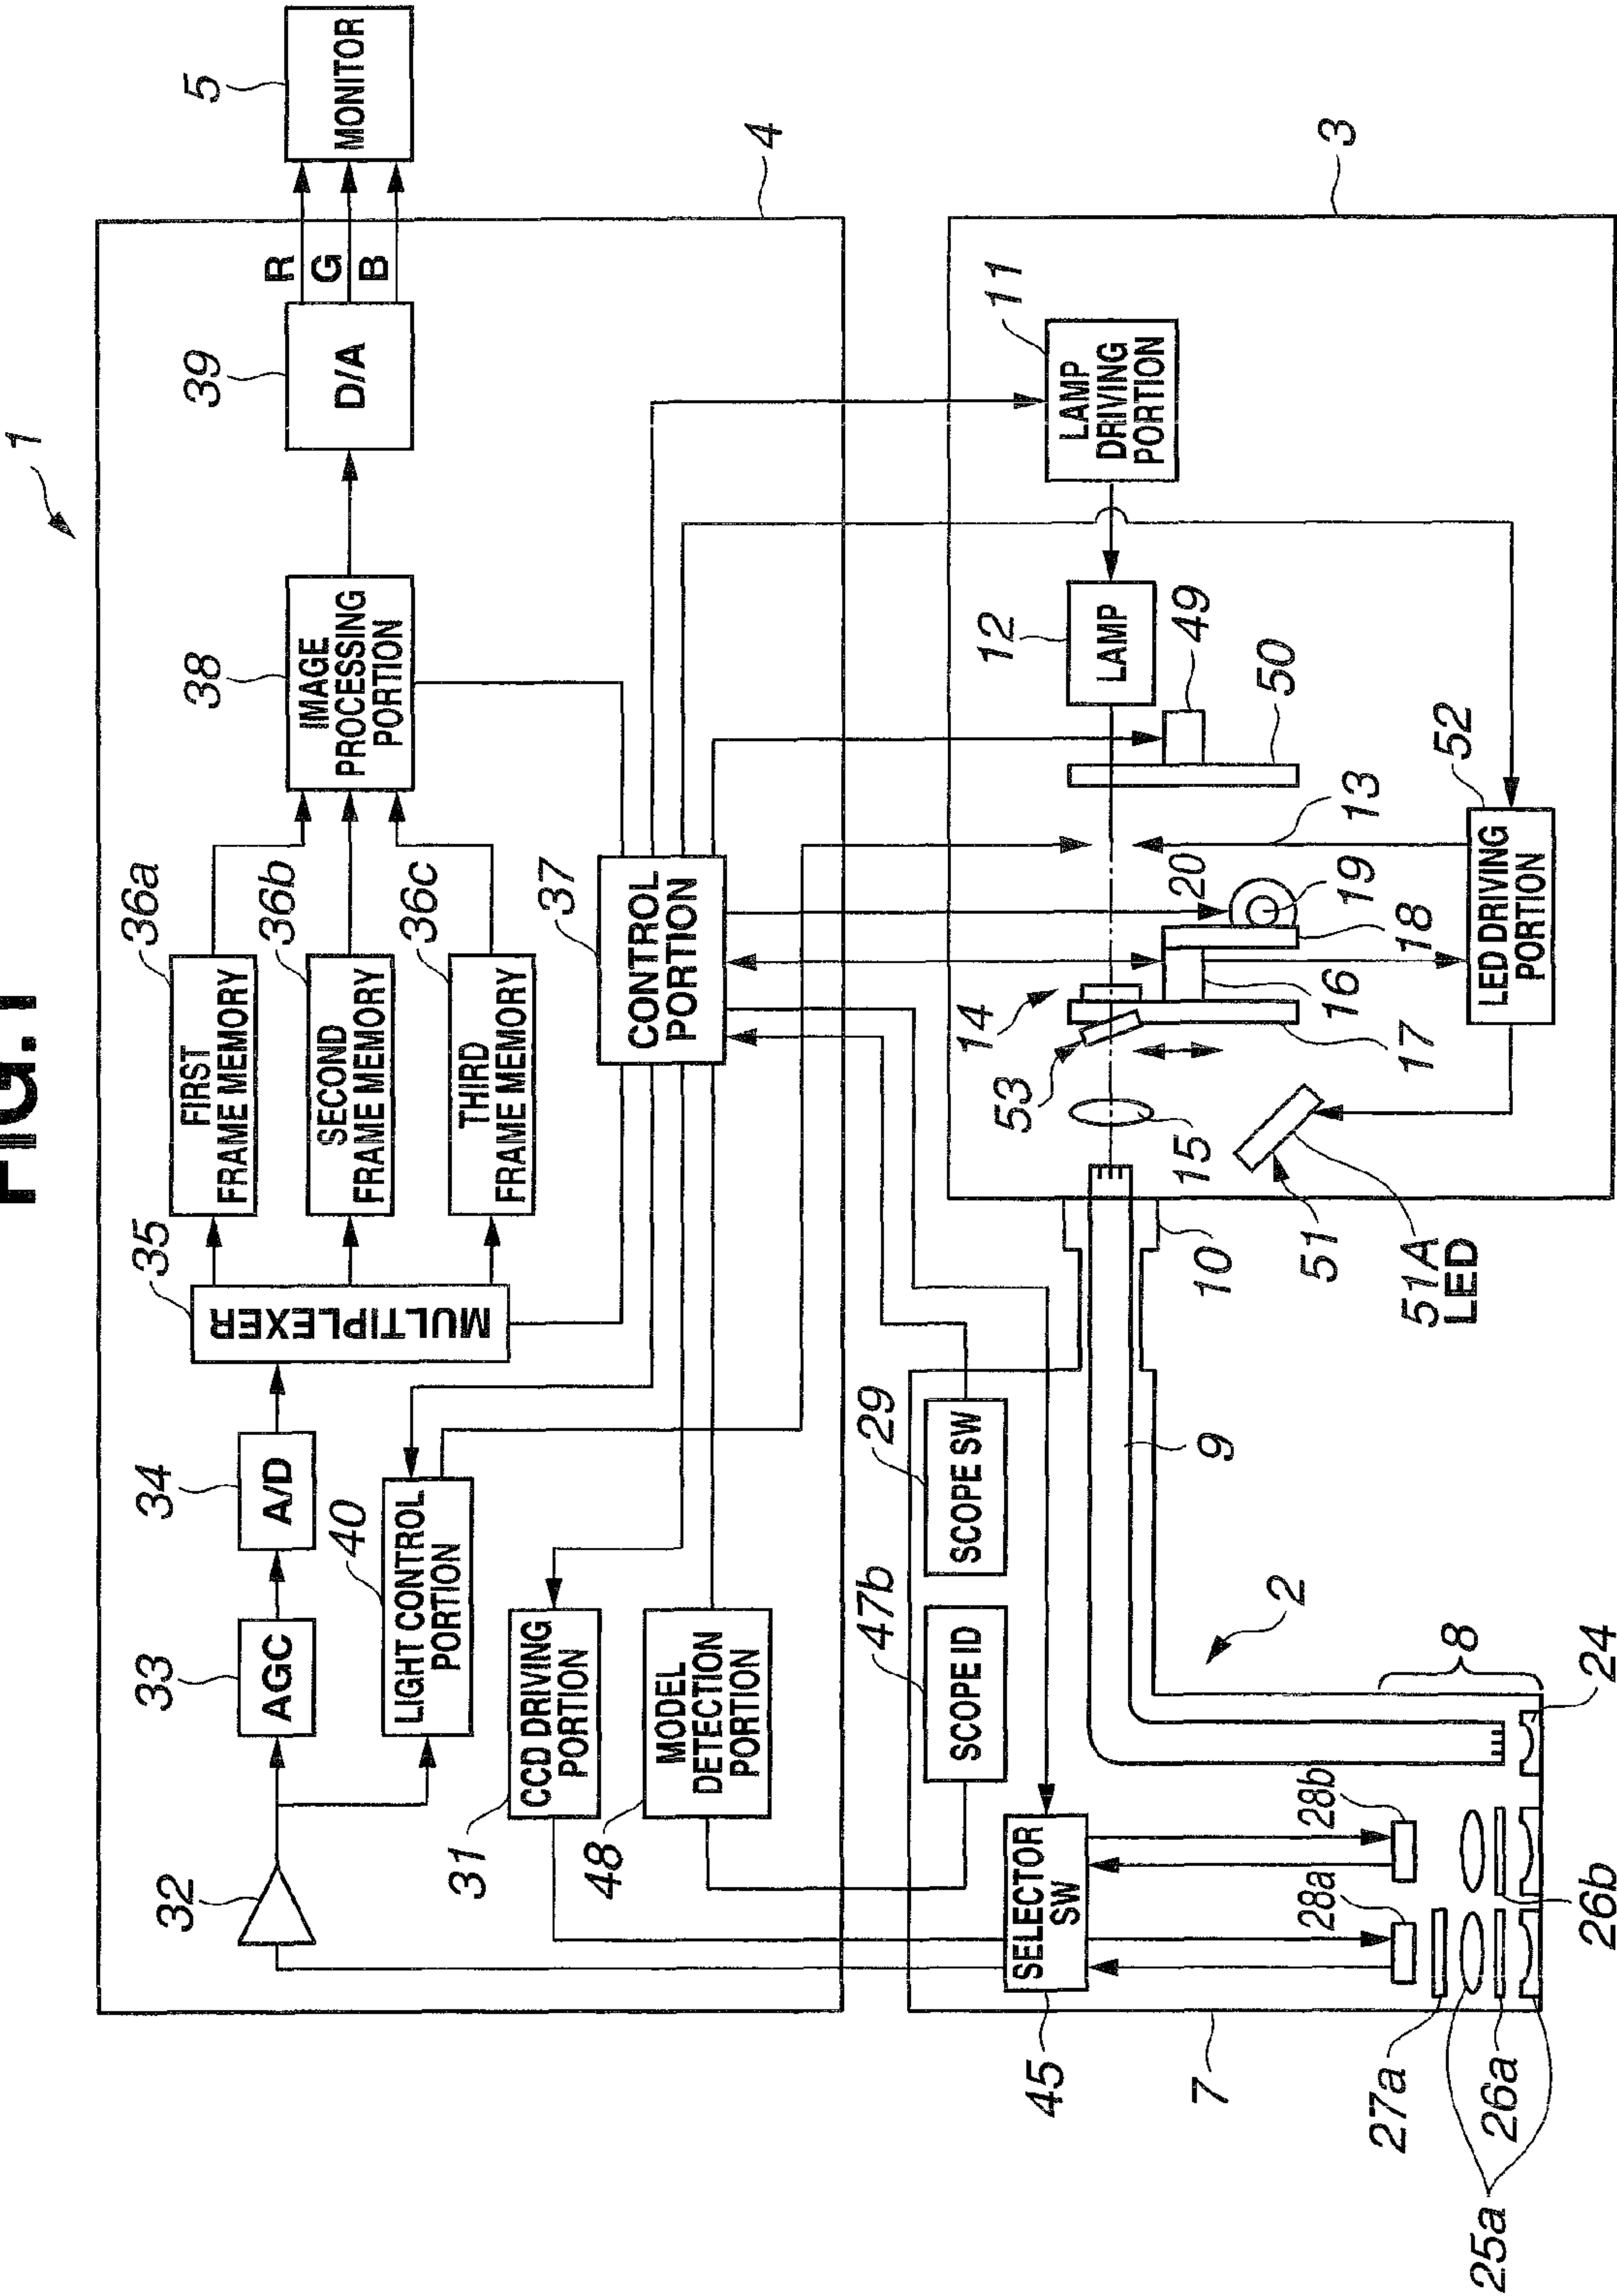 FIG.1
1
32
33
AGC
34
A/D
35
MULTIPLEXER
36a
FIRST
FRAME MEMORY
36b
SECOND
FRAME MEMORY
36c
THIRD
FRAME MEMORY
38
IMAGE
PROCESSING
PORTION
39
D/A
R
G
B
5
MONITOR
4
40
LIGHT CONTROL
PORTION
31
CCD DRIVING
PORTION
48
MODEL
DETECTION
PORTION
37
CONTROL
PORTION
45
SELECTOR
SW
47b
SCOPE ID
29
SCOPE SW
7
28a
28b
27a
25a
26a
26b
24
8
2
9
10
3
11
LAMP
DRIVING
PORTION
12
LAMP
49
50
13
14
53
15
20
19
18
16
17
51
51A
LED
52
LED DRIVING
PORTION